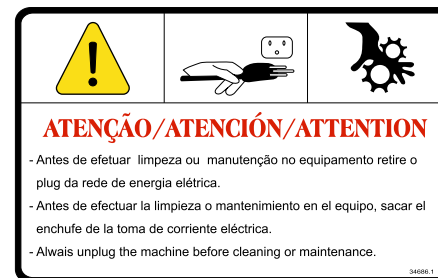 ATENÇÃO/ATENCIÓN/ATTENTION
- Antes de efetuar limpeza ou manutenção no equipamento retire o
plug da rede de energia elétrica.
- Antes de efectuar la limpieza o mantenimiento en el equipo, sacar el
enchufe de la toma de corriente eléctrica.
- Alwais unplug the machine before cleaning or maintenance.
34686.1